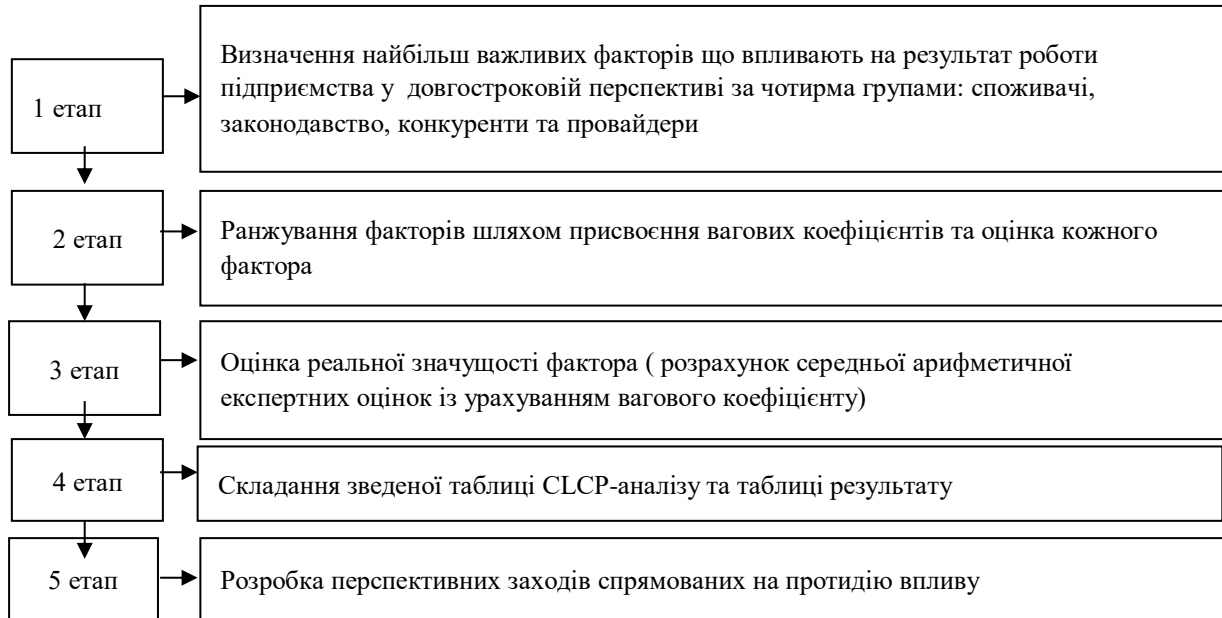 1 етап
Визначення найбільш важливих факторів що впливають на результат роботи
підприємства у довгостроковій перспективі за чотирма групами: споживачі,
законодавство, конкуренти та провайдери
2 етап
Ранжування факторів шляхом присвоєння вагових коефіцієнтів та оцінка кожного
фактора
3 етап
Оцінка реальної значущості фактора ( розрахунок середньої арифметичної
експертних оцінок із урахуванням вагового коефіцієнту)
4 етап
Складання зведеної таблиці CLCP-аналізу та таблиці результату
5 етап
Розробка перспективних заходів спрямованих на протидію впливу